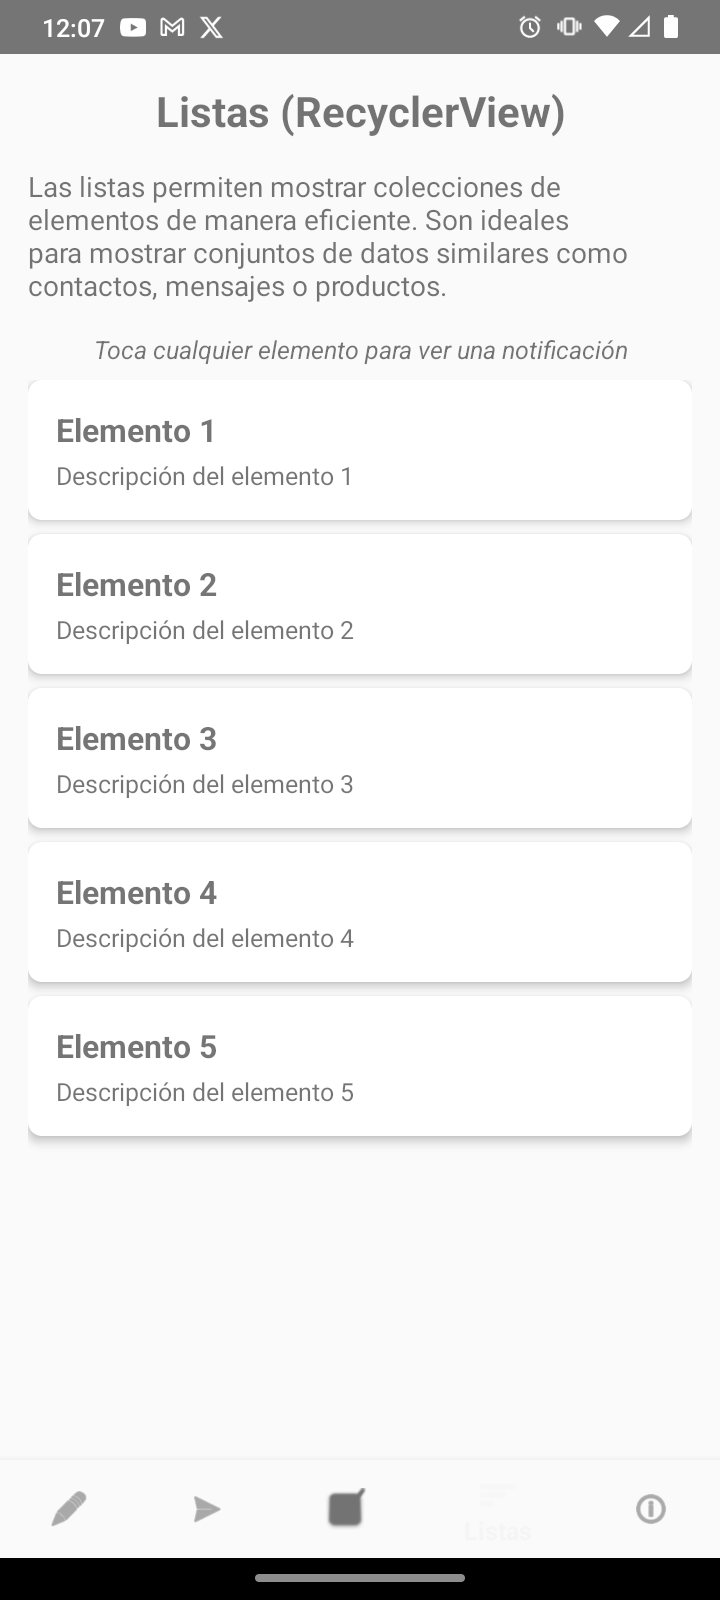 12:07
Listas (RecyclerView)
Las listas permiten mostrar colecciones de
elementos de manera eficiente. Son ideales
para mostrar conjuntos de datos similares como
contactos, mensajes o productos.
Toca cualquier elemento para ver una notificación
Elemento 1
Descripción del elemento 1
Elemento 2
Descripción del elemento 2
Elemento 3
Descripción del elemento 3
Elemento 4
Descripción del elemento 4
Elemento 5
Descripción del elemento 5
Listas